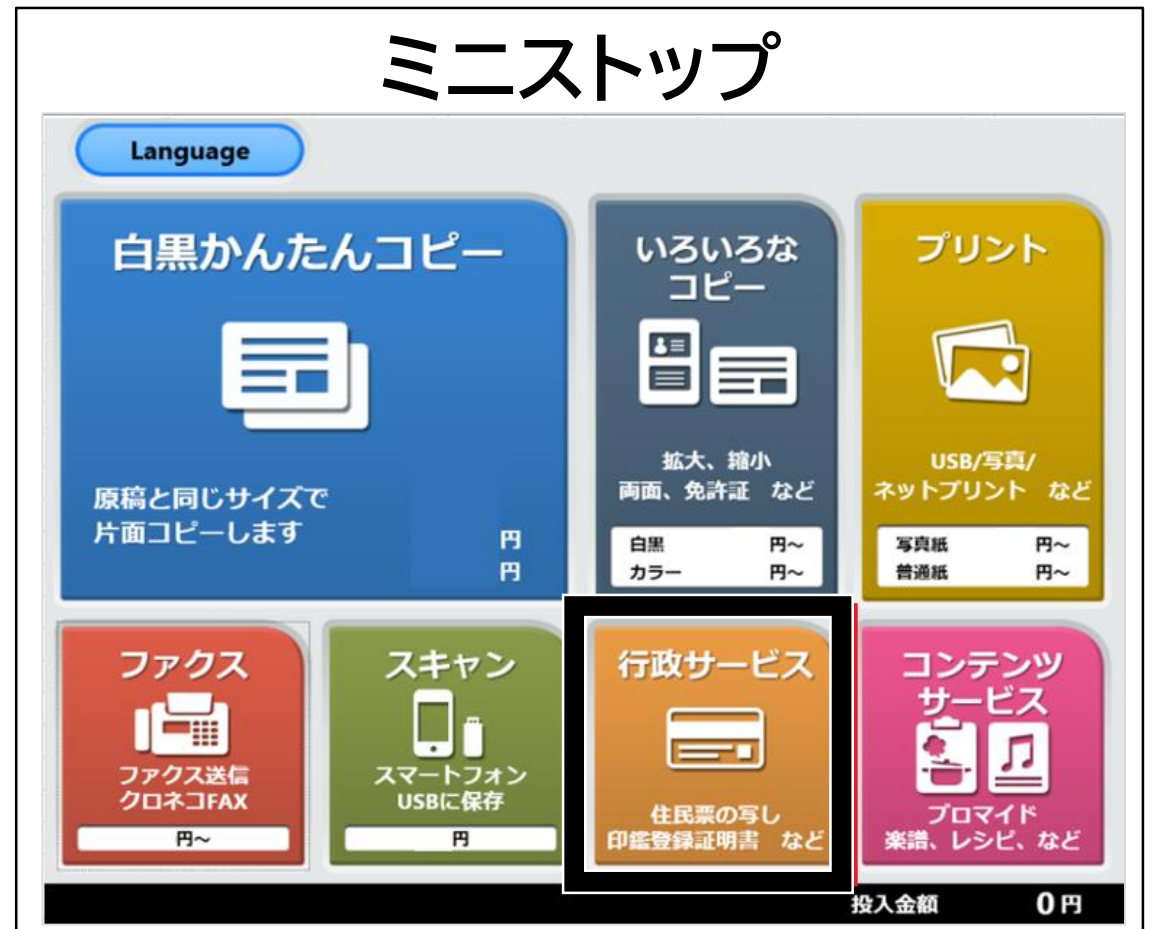 ミニストップ
Language
白黒かんたんコピー
原稿と同じサイズで
片面コピーします
円
円
いろいろな
コピー
拡大、縮小
両面、免許証 など
白黒 円~
カラー 円~
プリント
USB/写真/
ネットプリント など
写真紙 円~
普通紙 円~
ファクス
ファクス送信
クロネコFAX
円~
スキャン
スマートフォン
USBに保存
円
行政サービス
住民票の写し
印鑑登録証明書 など
コンテンツ
サービス
ブロマイド
楽譜、レシピ、など
投入金額 0円